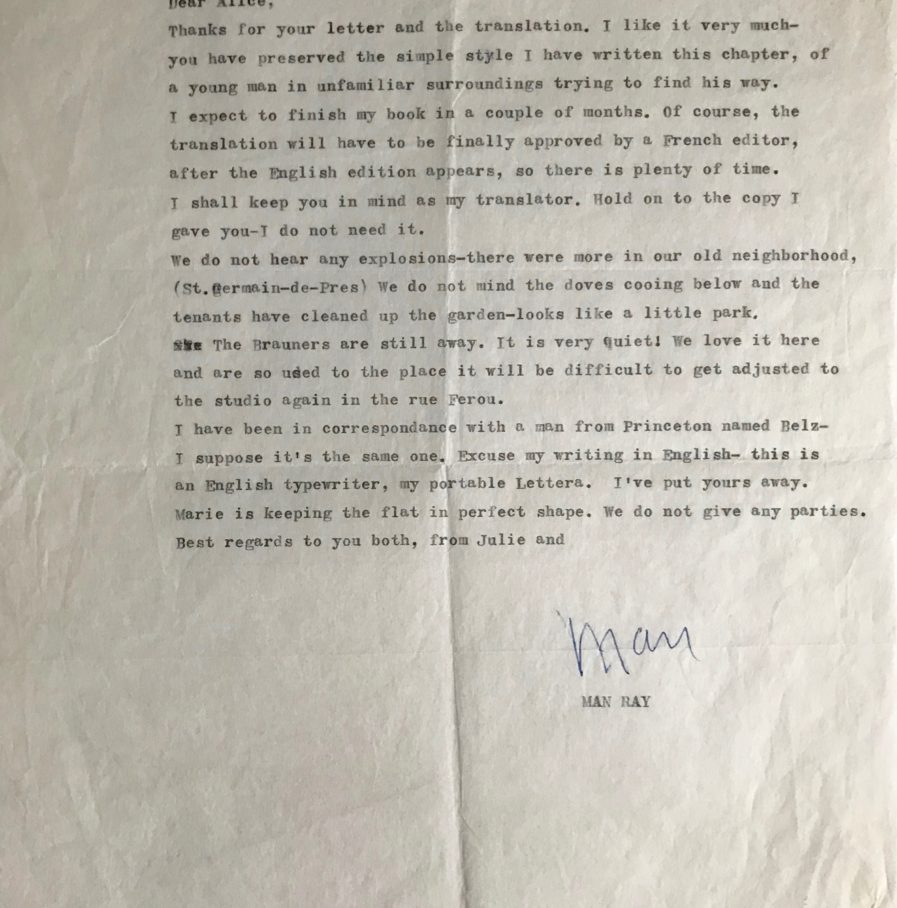 Dear Alice,
Thanks for your letter and the translation. I like it very much-
you have preserved the simple style I have written this chapter, of
a young man in unfamiliar surroundings trying to find his way.
I expect to finish my book in a couple of months. Of course, the
translation will have to be finally approved by a French editor,
after the English edition appears, so there is plenty of time.
I shall keep you in mind as my translator. Hold on to the copy I
gave you-I do not need it.
We do not hear any explosions-there were more in our old neighborhood,
(St.Germain-de-Pres) We do not mind the doves cooing below and the
tenants have cleaned up the garden-looks like a little park.
The Brauners are still away. It is very quiet! We love it here
and are so used to the place it will be difficult to get adjusted to
the studio again in the rue Ferou.
I have been in correspondance with a man from Princeton named Belz-
I suppose it's the same one. Excuse my writing in English- this is
an English typewriter, my portable Lettera. I've put yours away.
Marie is keeping the flat in perfect shape. We do not give any parties.
Best regards to you both, from Julie and
Man
MAN RAY